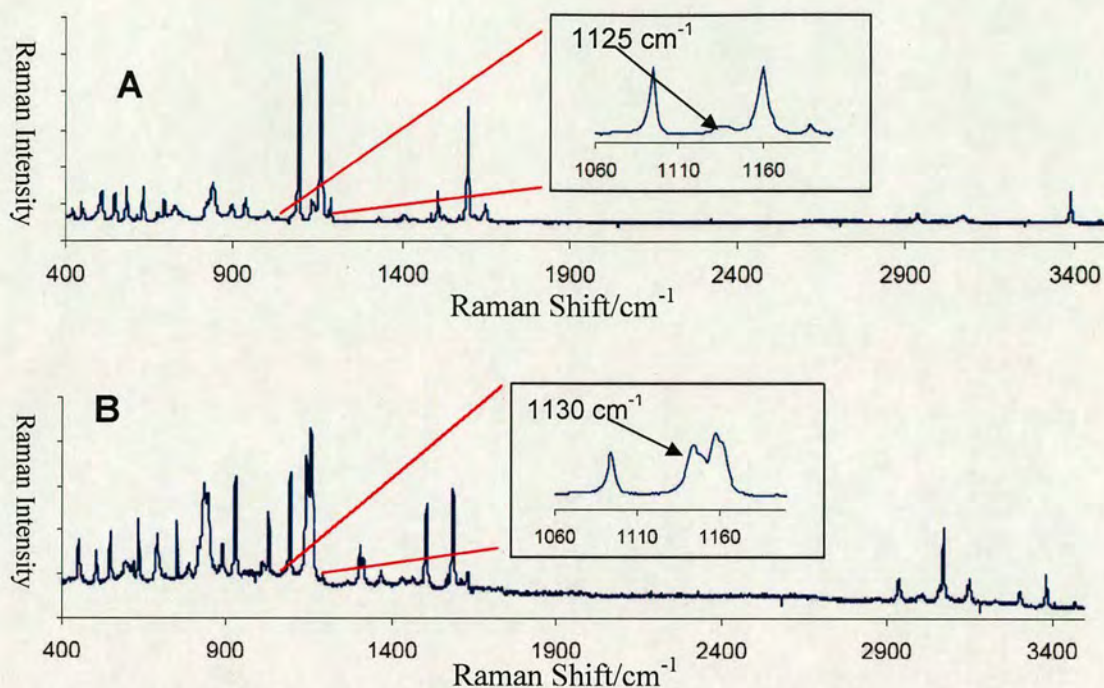 A
Raman Intensity
1125 cm-1
1060 1110 1160
400 900 1400 1900 2400 2900 3400
Raman Shift/cm-1
B
Raman Intensity
1130 cm-1
1060 1110 1160
400 900 1400 1900 2400 2900 3400
Raman Shift/cm-1